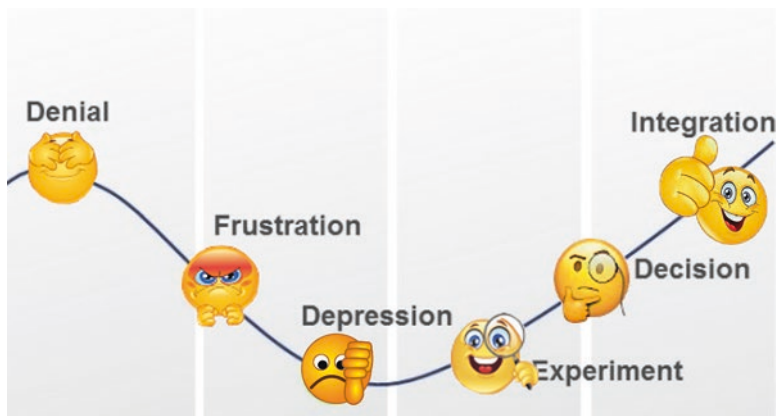 Denial
Frustration
Depression
Experiment
Decision
Integration